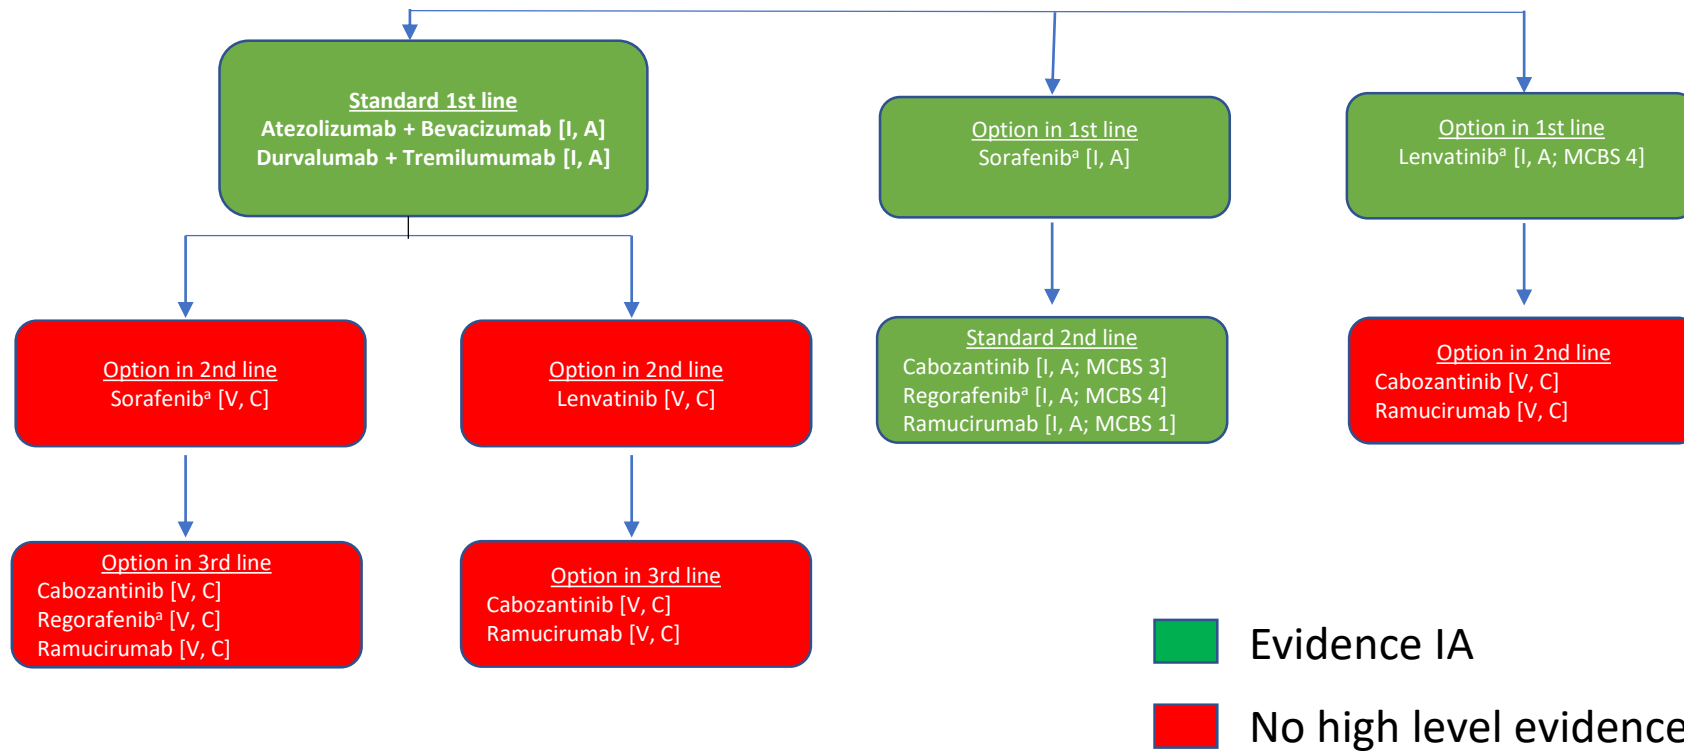 Standard 1st line
Atezolizumab + Bevacizumab [I, A]
Durvalumab + Tremilumumab [I, A]
Option in 1st line
Sorafenibᵃ [I, A]
Option in 1st line
Lenvatinibᵃ [I, A; MCBS 4]
Option in 2nd line
Sorafenibᵃ [V, C]
Option in 2nd line
Lenvatinib [V, C]
Standard 2nd line
Cabozantinib [I, A; MCBS 3]
Regorafenibᵃ [I, A; MCBS 4]
Ramucirumab [I, A; MCBS 1]
Option in 2nd line
Cabozantinib [V, C]
Ramucirumab [V, C]
Option in 3rd line
Cabozantinib [V, C]
Regorafenibᵃ [V, C]
Ramucirumab [V, C]
Option in 3rd line
Cabozantinib [V, C]
Ramucirumab [V, C]
Evidence IA
No high level evidence